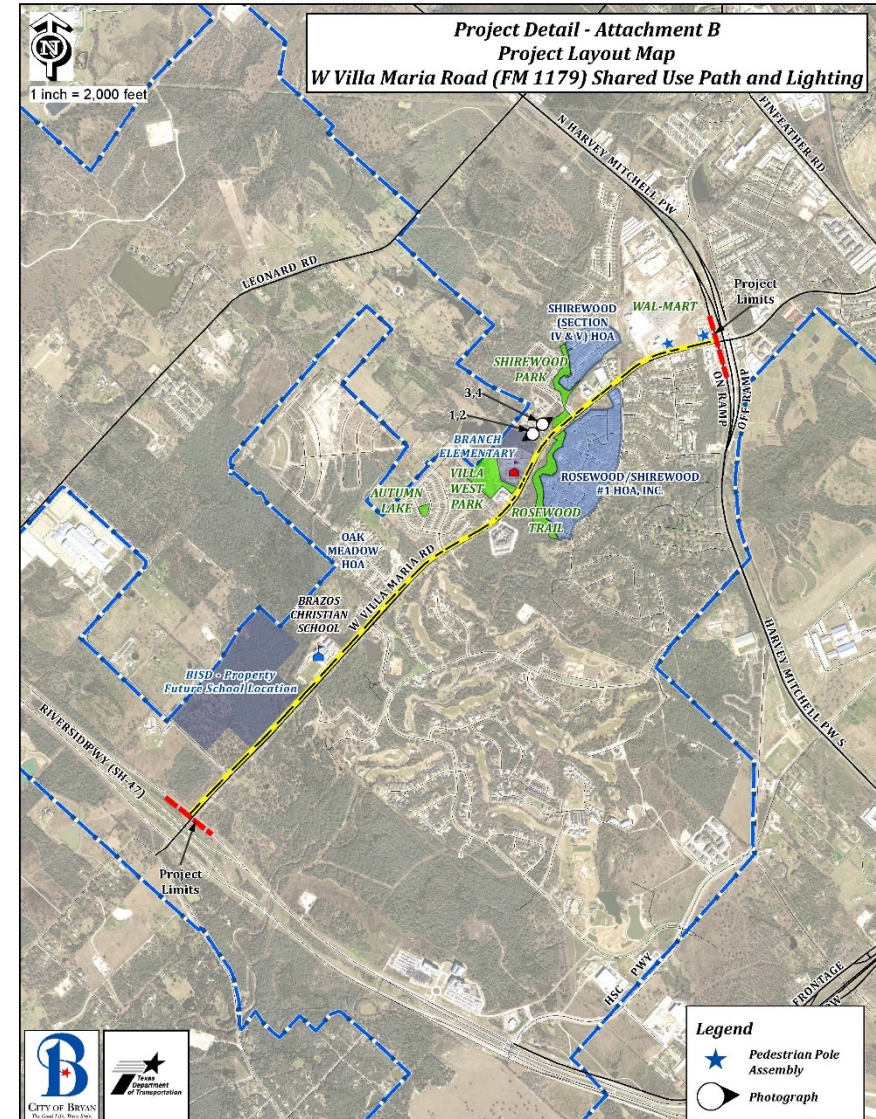 Project Detail - Attachment B
Project Layout Map
W Villa Maria Road (FM 1179) Shared Use Path and Lighting
N
1 inch = 2,000 feet
FINFEATHER RD
N HARVEY MITCHELL PW
LEONARD RD
Project
Limits
WAL-MART
SHIREWOOD
(SECTION
IV & V) HOA
SHIREWOOD
PARK
ON RAMP
OFF RAMP
3,4
1,2
BRANCH
ELEMENTARY
VILLA
WEST
PARK
ROSEWOOD/SHIREWOOD
#1 HOA, INC.
AUTUMN
LAKE
ROSEWOOD
TRAIL
OAK
MEADOW
HOA
W VILLA MARIA RD
BRAZOS
CHRISTIAN
SCHOOL
HARVEY MITCHELL PW S
BISD - Property
Future School Location
RIVERSIDE PWY (SH-47)
Project
Limits
HSC PWY
FRONTAGE
Legend
Pedestrian Pole
Assembly
Photograph
B
CITY OF BRYAN
The Good Life, Texas Style.
Texas
Department
of Transportation